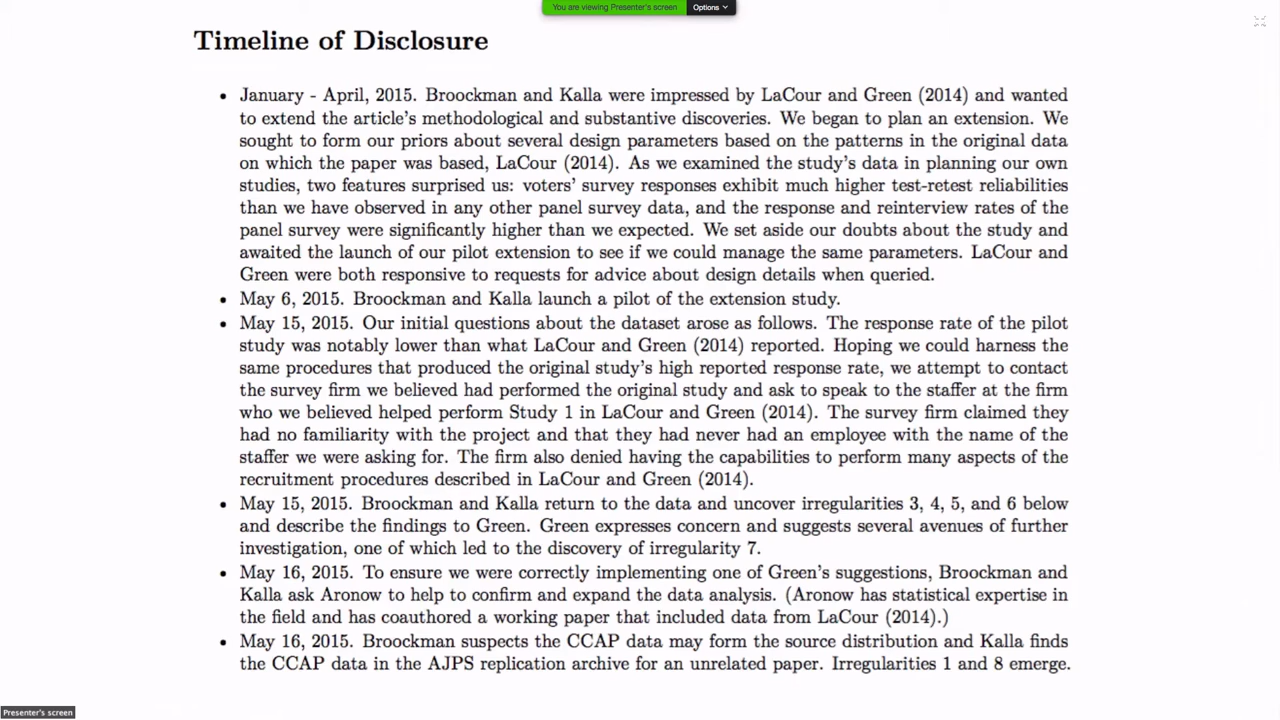 You are viewing Presenter's screen
Options
Timeline of Disclosure
• January - April, 2015. Broockman and Kalla were impressed by LaCour and Green (2014) and wanted
to extend the article's methodological and substantive discoveries. We began to plan an extension. We
sought to form our priors about several design parameters based on the patterns in the original data
on which the paper was based, LaCour (2014). As we examined the study's data in planning our own
studies, two features surprised us: voters' survey responses exhibit much higher test-retest reliabilities
than we have observed in any other panel survey data, and the response and reinterview rates of the
panel survey were significantly higher than we expected. We set aside our doubts about the study and
awaited the launch of our pilot extension to see if we could manage the same parameters. LaCour and
Green were both responsive to requests for advice about design details when queried.
• May 6, 2015. Broockman and Kalla launch a pilot of the extension study.
• May 15, 2015. Our initial questions about the dataset arose as follows. The response rate of the pilot
study was notably lower than what LaCour and Green (2014) reported. Hoping we could harness the
same procedures that produced the original study's high reported response rate, we attempt to contact
the survey firm we believed had performed the original study and ask to speak to the staffer at the firm
who we believed helped perform Study 1 in LaCour and Green (2014). The survey firm claimed they
had no familiarity with the project and that they had never had an employee with the name of the
staffer we were asking for. The firm also denied having the capabilities to perform many aspects of the
recruitment procedures described in LaCour and Green (2014).
• May 15, 2015. Broockman and Kalla return to the data and uncover irregularities 3, 4, 5, and 6 below
and describe the findings to Green. Green expresses concern and suggests several avenues of further
investigation, one of which led to the discovery of irregularity 7.
• May 16, 2015. To ensure we were correctly implementing one of Green's suggestions, Broockman and
Kalla ask Aronow to help to confirm and expand the data analysis. (Aronow has statistical expertise in
the field and has coauthored a working paper that included data from LaCour (2014).)
• May 16, 2015. Broockman suspects the CCAP data may form the source distribution and Kalla finds
the CCAP data in the AJPS replication archive for an unrelated paper. Irregularities 1 and 8 emerge.
Presenter's screen